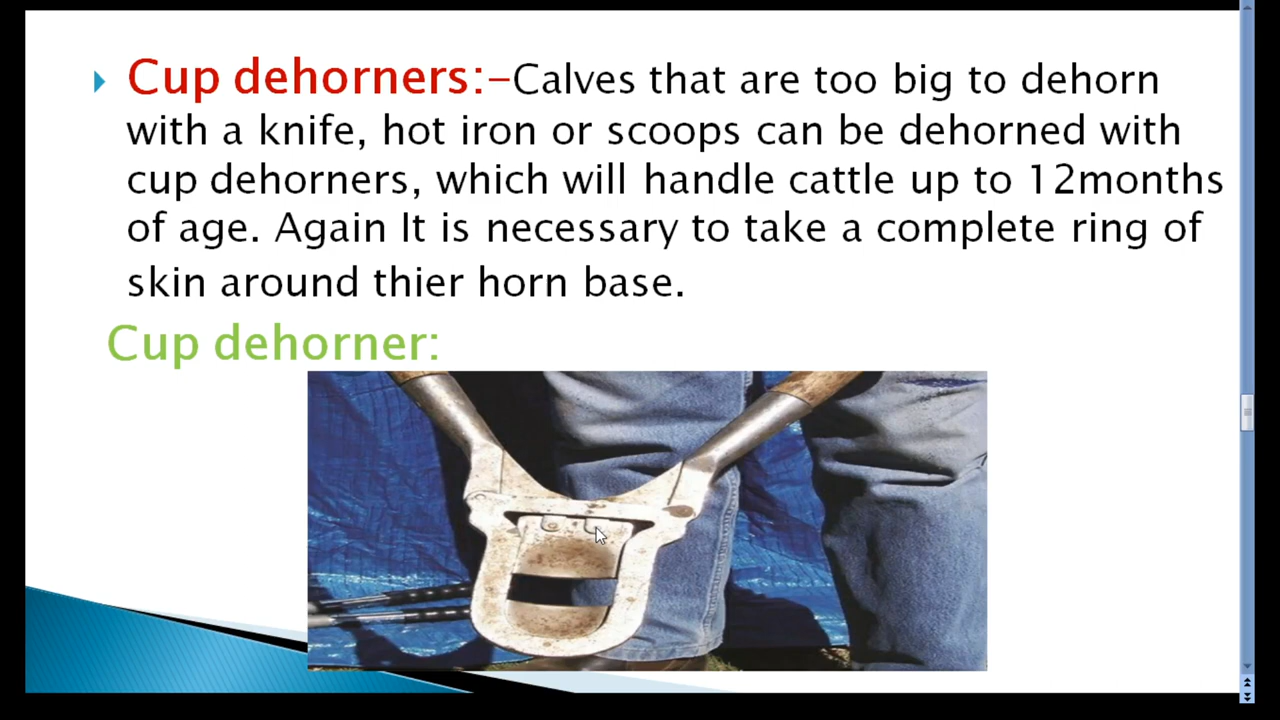 Cup dehorners:-Calves that are too big to dehorn
with a knife, hot iron or scoops can be dehorned with
cup dehorners, which will handle cattle up to 12months
of age. Again It is necessary to take a complete ring of
skin around thier horn base.
Cup dehorner: